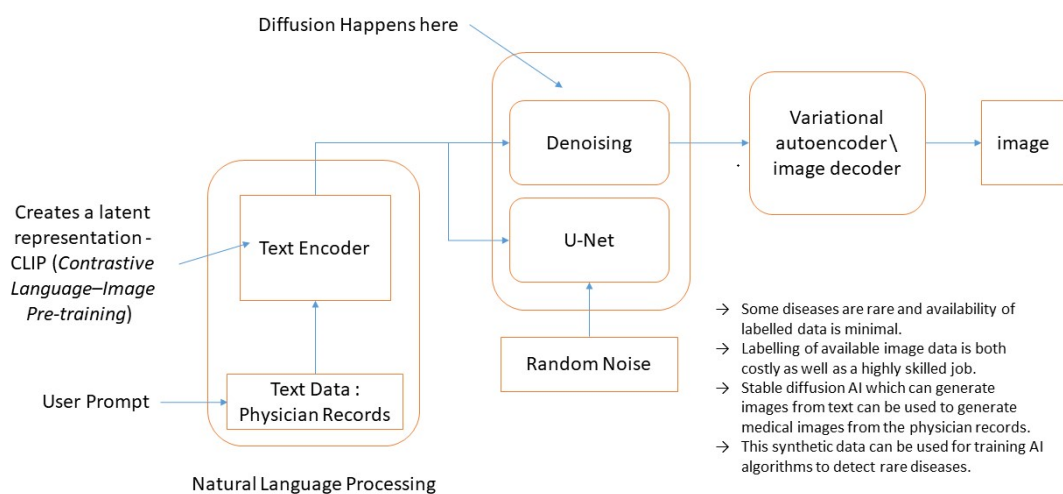 Diffusion Happens here
Denoising
U-Net
Variational
autoencoder\
image decoder
image
Creates a latent
representation -
CLIP (Contrastive
Language–Image
Pre-training)
Text Encoder
Random Noise
User Prompt
Text Data :
Physician Records
Natural Language Processing
→ Some diseases are rare and availability of
labelled data is minimal.
→ Labelling of available image data is both
costly as well as a highly skilled job.
→ Stable diffusion AI which can generate
images from text can be used to generate
medical images from the physician records.
→ This synthetic data can be used for training AI
algorithms to detect rare diseases.